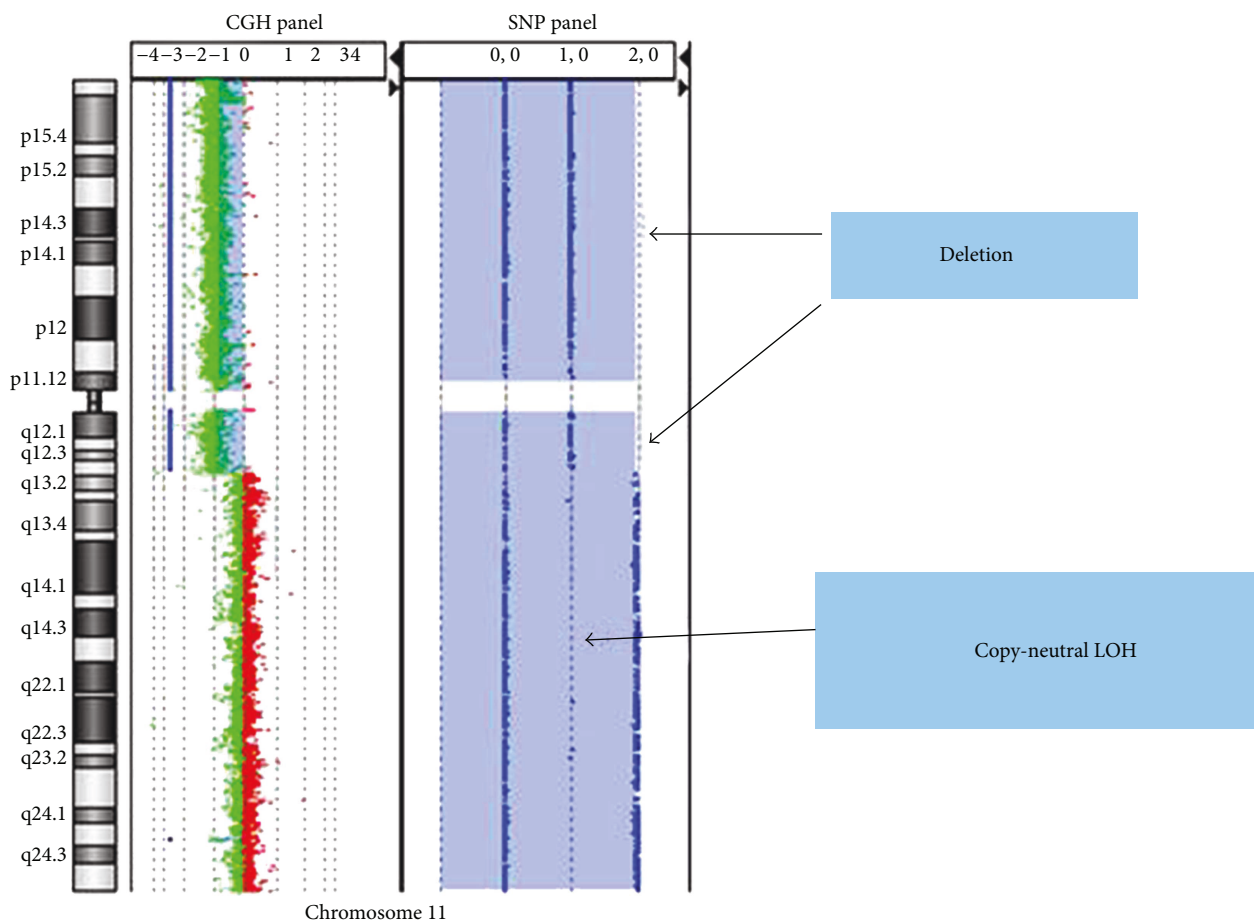 CGH panel
SNP panel
−4 −3 −2 −1 0 1 2 34
0, 0 1, 0 2, 0
p15.4
p15.2
p14.3
p14.1
p12
p11.12
q12.1
q12.3
q13.2
q13.4
q14.1
q14.3
q22.1
q22.3
q23.2
q24.1
q24.3
Deletion
Copy-neutral LOH
Chromosome 11